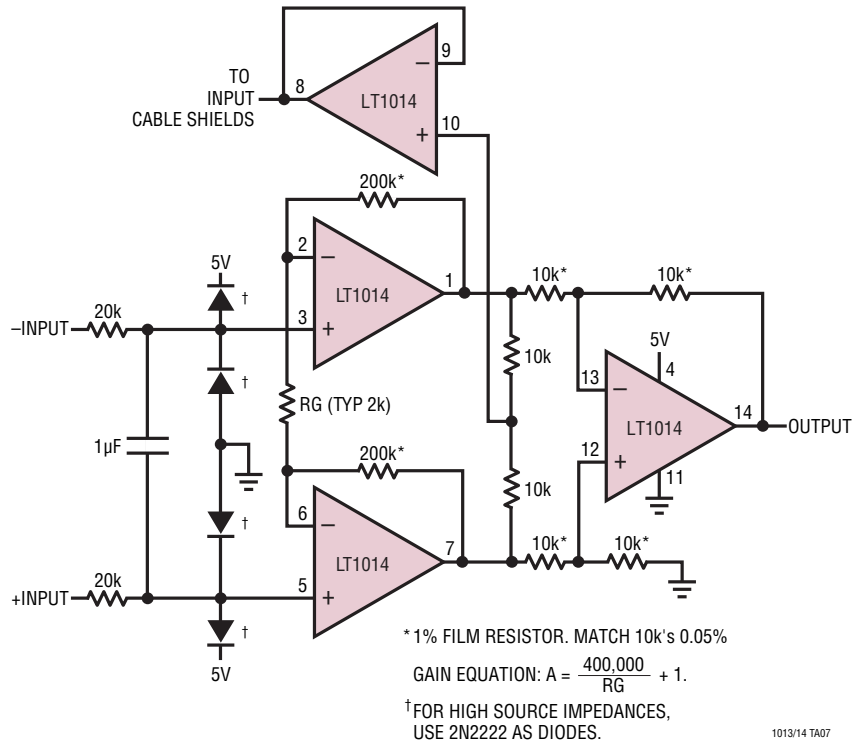 9
TO
INPUT
CABLE SHIELDS
8
–
LT1014
+
10
200k*
2
–
1
5V
†
LT1014
10k*
10k*
20k
–INPUT
3
+
†
10k
5V
4
RG (TYP 2k)
13
–
1µF
14
OUTPUT
LT1014
12
+
200k*
11
†
10k
6
–
7
LT1014
10k*
10k*
20k
+INPUT
5
+
†
5V
*1% FILM RESISTOR. MATCH 10k's 0.05%
GAIN EQUATION: A = 400,000
RG
+ 1.
†FOR HIGH SOURCE IMPEDANCES,
USE 2N2222 AS DIODES.
1013/14 TA07